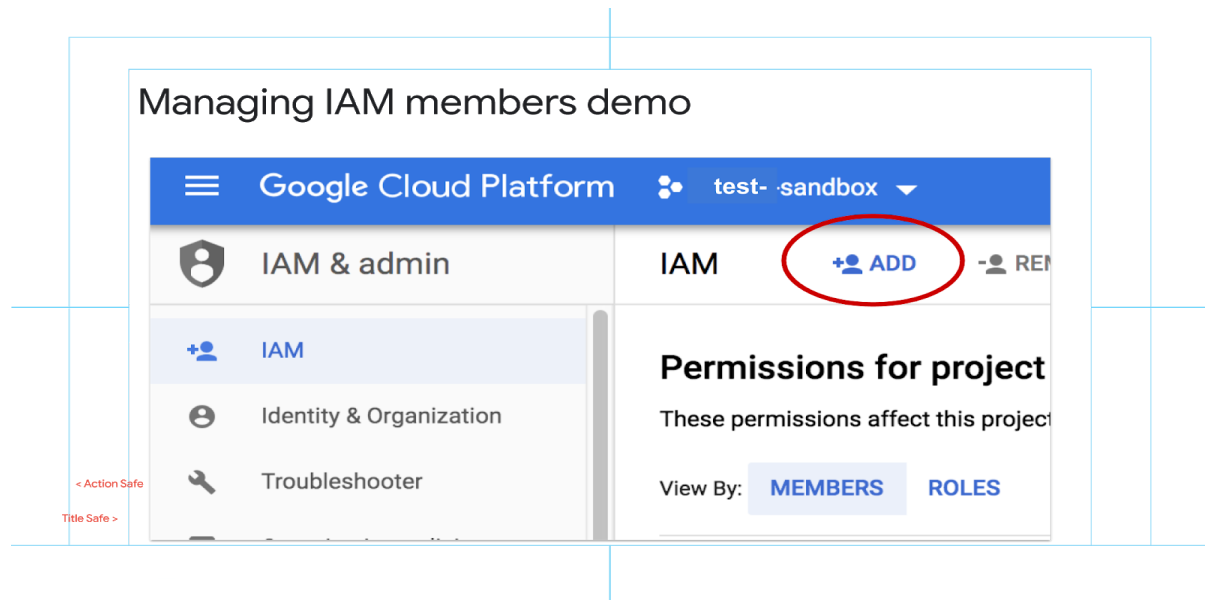 Managing IAM members demo
Google Cloud Platform test- -sandbox
IAM & admin
IAM ADD
IAM
Identity & Organization
Troubleshooter
Permissions for project
These permissions affect this project
View By: MEMBERS ROLES
< Action Safe
Title Safe >